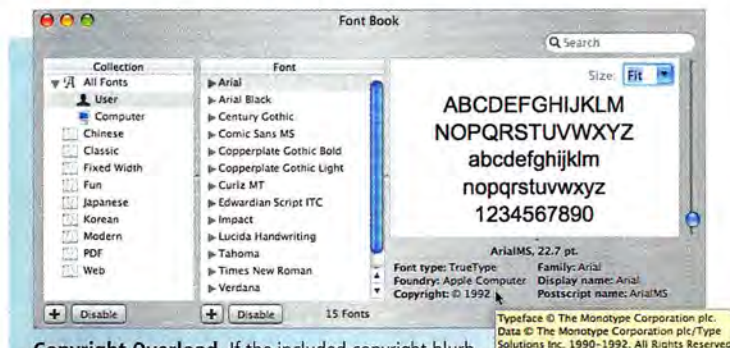 Font Book
Search
Collection
All Fonts
User
Computer
Chinese
Classic
Fixed Width
Fun
Japanese
Korean
Modern
PDF
Web
Font
Arial
Arial Black
Century Gothic
Comic Sans MS
Copperplate Gothic Bold
Copperplate Gothic Light
Curlz MT
Edwardian Script ITC
Impact
Lucida Handwriting
Tahoma
Times New Roman
Verdana
Size: Fit
ABCDEFGHIJKLM
NOPQRSTUVWXYZ
abcdefghijklm
nopqrstuvwxyz
1234567890
ArialMS, 22.7 pt.
Font type: TrueType Family: Arial
Foundry: Apple Computer Display name: Arial
Copyright: © 1992 Postscript name: ArialMS
+ Disable + Disable 15 Fonts
Typeface © The Monotype Corporation plc.
Data © The Monotype Corporation plc/Type
Solutions Inc. 1990-1992. All Rights Reserved
Copyright Overload. If the included copyright blurb